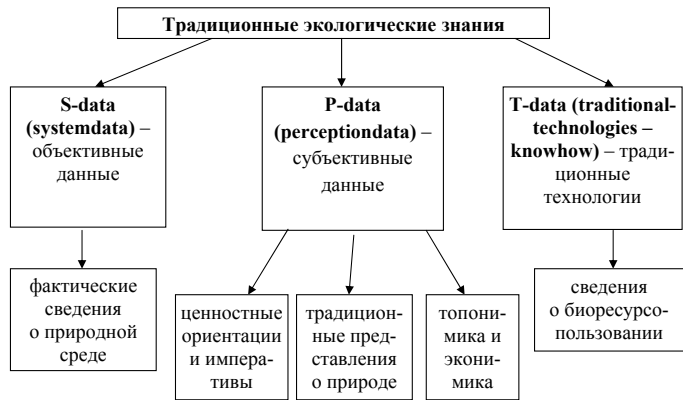 Традиционные экологические знания
S-data
(systemdata) –
объективные
данные
P-data
(perceptiondata) –
субъективные
данные
T-data (traditional-
technologies –
knowhow) – тради-
ционные
технологии
фактические
сведения
о природной
среде
ценностные
ориентации
и импера-
тивы
традицион-
ные пред-
ставления
о природе
топони-
мика и
экони-
мика
сведения
о биоресурсо-
пользовании